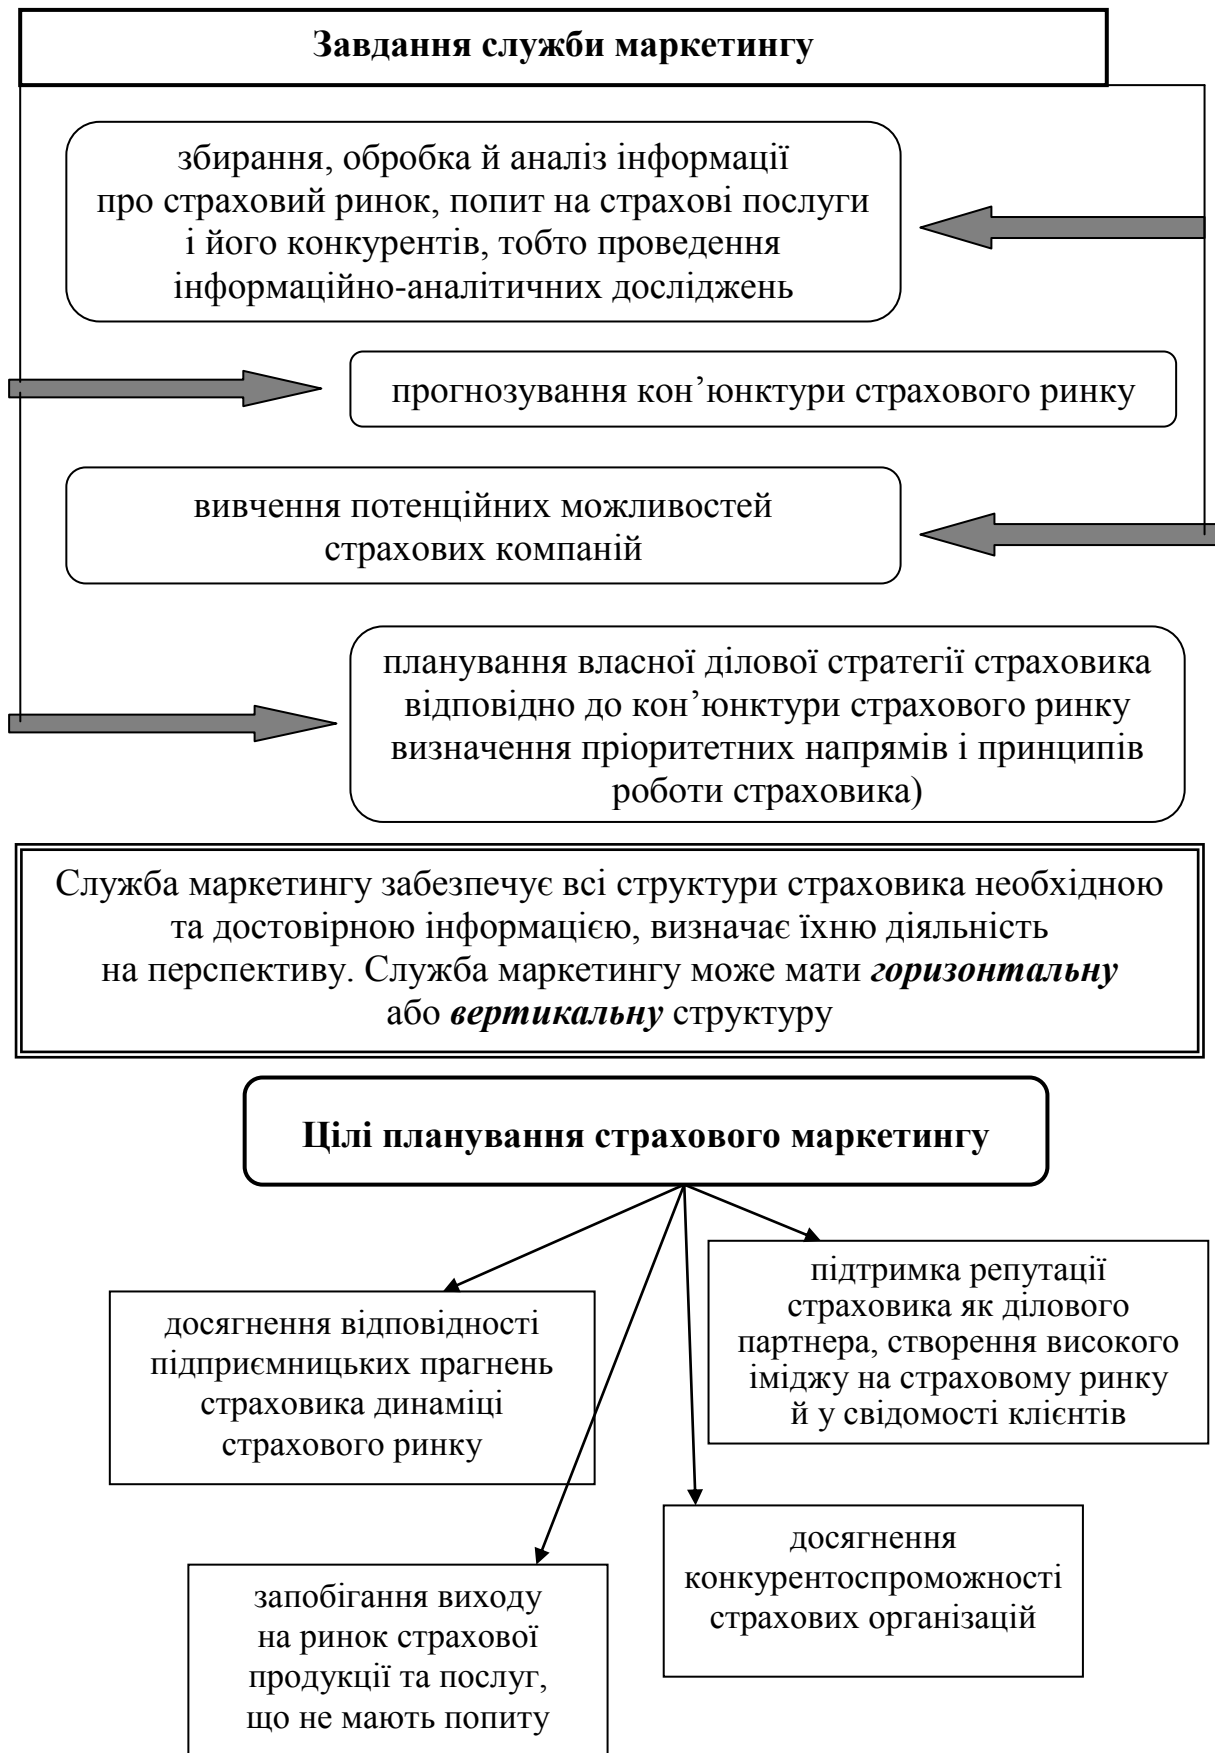 Завдання служби маркетингу
збирання, обробка й аналіз інформації
про страховий ринок, попит на страхові послуги
і його конкурентів, тобто проведення
інформаційно-аналітичних досліджень
прогнозування кон’юнктури страхового ринку
вивчення потенційних можливостей
страхових компаній
планування власної ділової стратегії страховика
відповідно до кон’юнктури страхового ринку
визначення пріоритетних напрямів і принципів
роботи страховика)
Служба маркетингу забезпечує всі структури страховика необхідною
та достовірною інформацією, визначає їхню діяльність
на перспективу. Служба маркетингу може мати горизонтальну
або вертикальну структуру
Цілі планування страхового маркетингу
досягнення відповідності
підприємницьких прагнень
страховика динаміці
страхового ринку
підтримка репутації
страховика як ділового
партнера, створення високого
іміджу на страховому ринку
й у свідомості клієнтів
запобігання виходу
на ринок страхової
продукції та послуг,
що не мають попиту
досягнення
конкурентоспроможності
страхових організацій